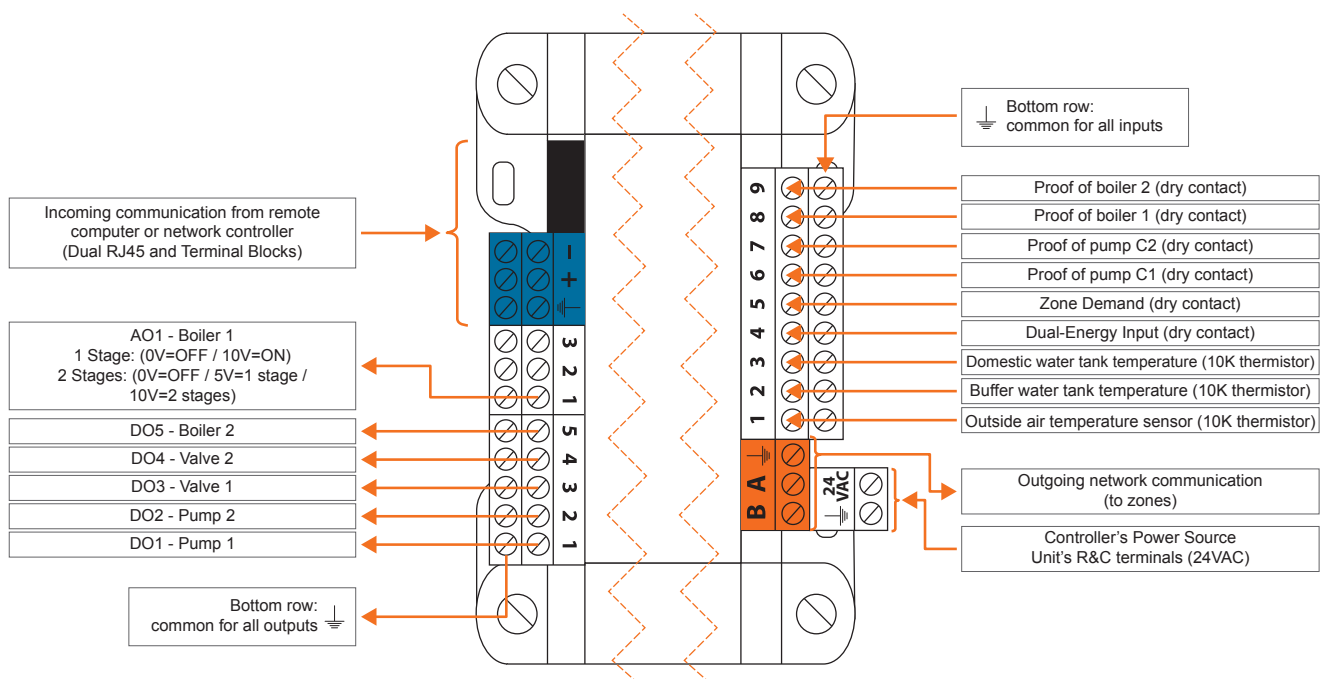 Incoming communication from remote
computer or network controller
(Dual RJ45 and Terminal Blocks)
AO1 - Boiler 1
1 Stage: (0V=OFF / 10V=ON)
2 Stages: (0V=OFF / 5V=1 stage /
10V=2 stages)
DO5 - Boiler 2
DO4 - Valve 2
DO3 - Valve 1
DO2 - Pump 2
DO1 - Pump 1
Bottom row:
common for all outputs
-
+
3
2
1
5
4
3
2
1
9
8
7
6
5
4
3
2
1
B A
24
VAC
Bottom row:
common for all inputs
Proof of boiler 2 (dry contact)
Proof of boiler 1 (dry contact)
Proof of pump C2 (dry contact)
Proof of pump C1 (dry contact)
Zone Demand (dry contact)
Dual-Energy Input (dry contact)
Domestic water tank temperature (10K thermistor)
Buffer water tank temperature (10K thermistor)
Outside air temperature sensor (10K thermistor)
Outgoing network communication
(to zones)
Controller's Power Source
Unit's R&C terminals (24VAC)